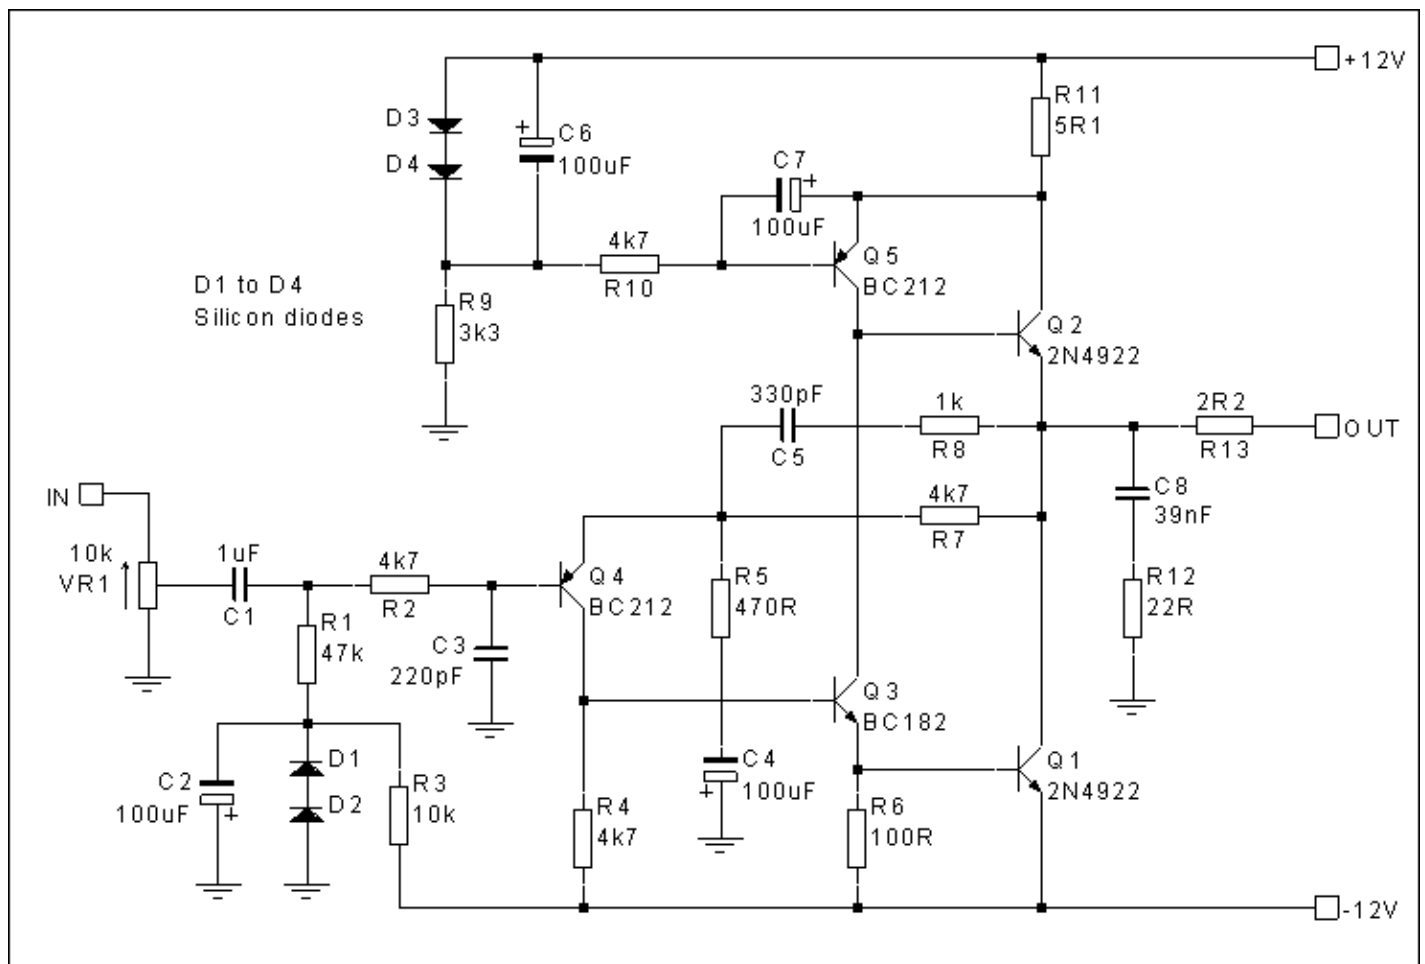 +12V
R11
5R1
D3
C6
100uF
D4
C7
100uF
4k7
R10
Q5
BC212
D1 to D4
Silicon diodes
R9
3k3
Q2
2N4922
330pF
C5
1k
R8
2R2
R13
OUT
IN
4k7
R7
C8
39nF
10k
VR1
1uF
C1
4k7
R2
Q4
BC212
R5
470R
R12
22R
R1
47k
C3
220pF
Q3
BC182
C2
100uF
D1
D2
R3
10k
R4
4k7
C4
100uF
R6
100R
Q1
2N4922
-12V